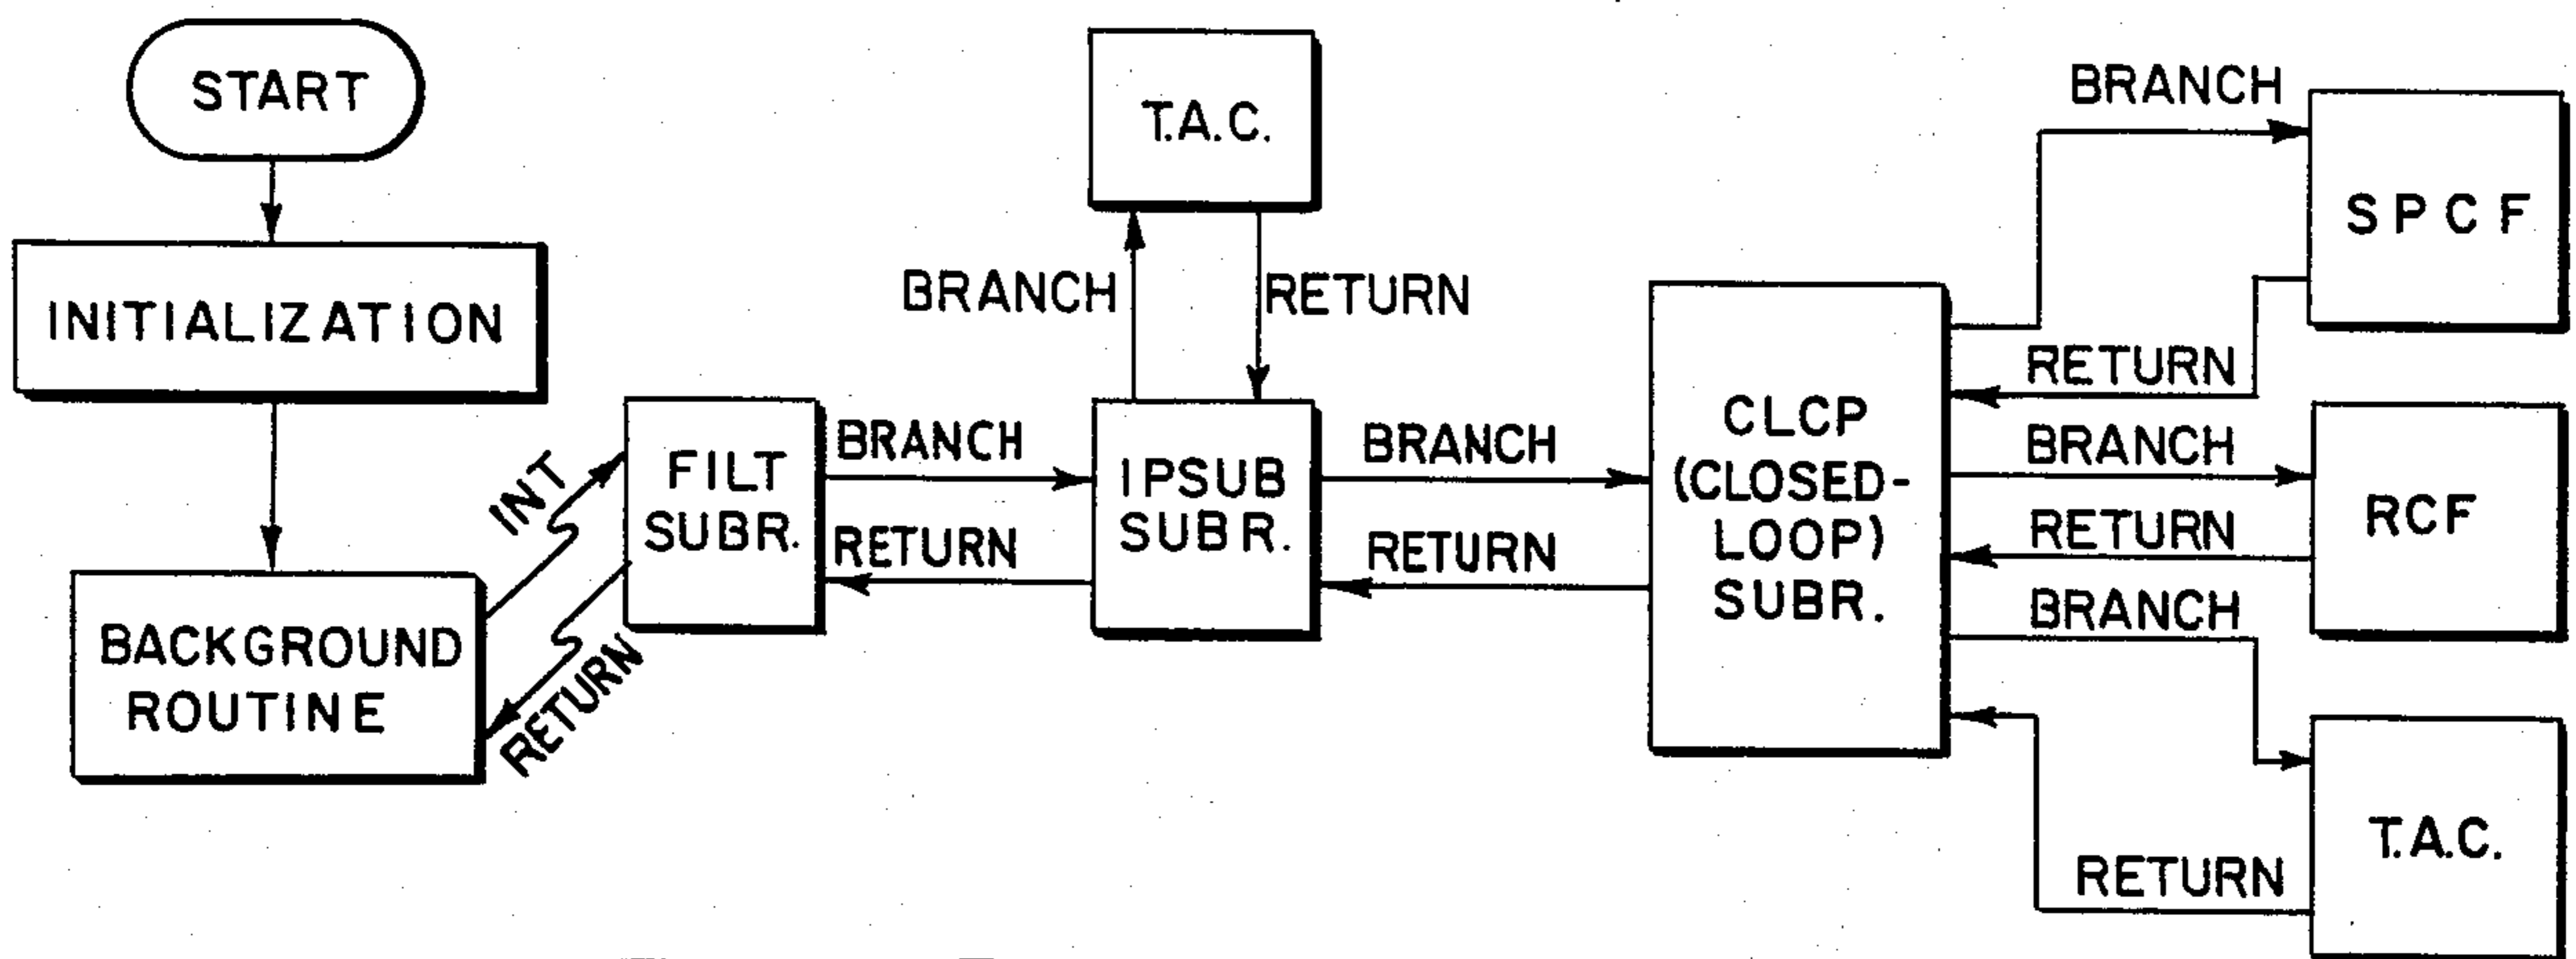 START
INITIALIZATION
BACKGROUND
ROUTINE
INT
RETURN
FILT
SUBR.
BRANCH
RETURN
T.A.C.
BRANCH
RETURN
IPSUB
SUBR.
BRANCH
RETURN
CLCP
(CLOSED-
LOOP)
SUBR.
BRANCH
RETURN
SPCF
BRANCH
RETURN
RCF
BRANCH
RETURN
T.A.C.